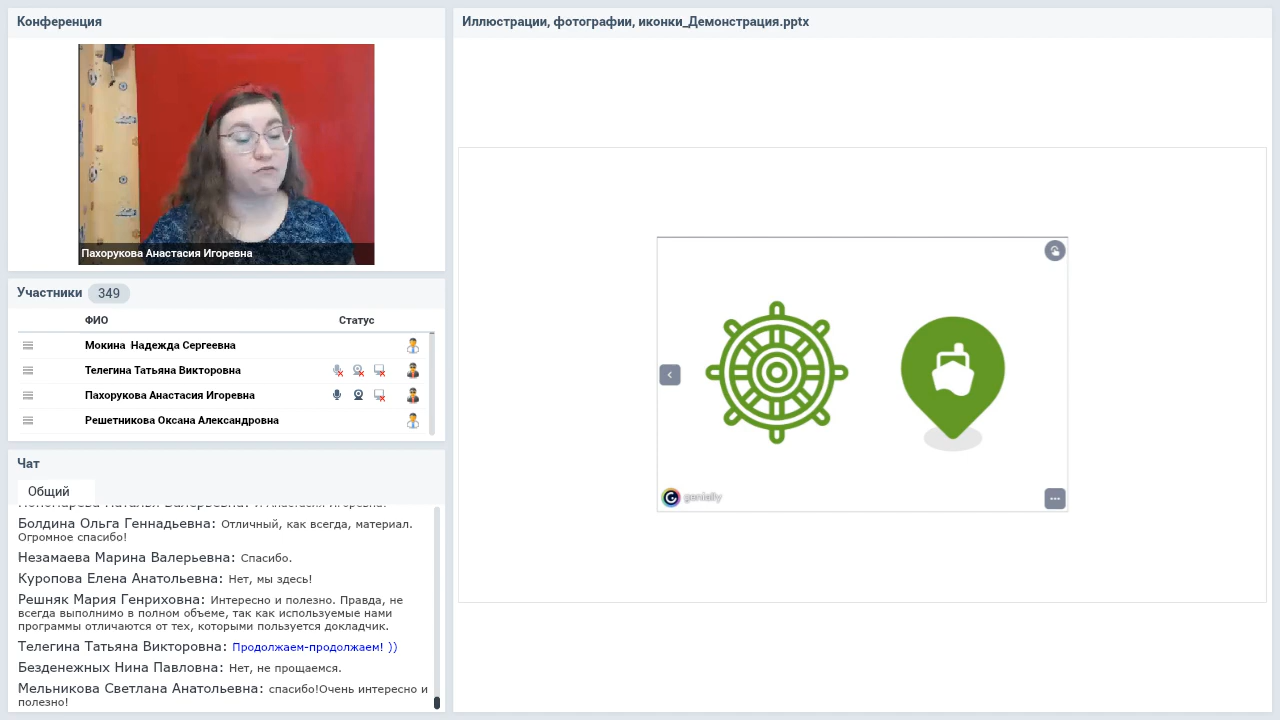 Конференция
Пахорукова Анастасия Игоревна
Участники 349
ФИО Статус
Мокина Надежда Сергеевна
Телегина Татьяна Викторовна
Пахорукова Анастасия Игоревна
Решетникова Оксана Александровна
Чат
Общий
Болдина Ольга Геннадьевна: Отличный, как всегда, материал.
Огромное спасибо!
Незамаева Марина Валерьевна: Спасибо.
Куропова Елена Анатольевна: Нет, мы здесь!
Решняк Мария Генриховна: Интересно и полезно. Правда, не
всегда выполнимо в полном объеме, так как используемые нами
программы отличаются от тех, которыми пользуется докладчик.
Телегина Татьяна Викторовна: Продолжаем-продолжаем! ))
Безденежных Нина Павловна: Нет, не прощаемся.
Мельникова Светлана Анатольевна: спасибо!Очень интересно и
полезно!
Иллюстрации, фотографии, иконки_Демонстрация.pptx
genially